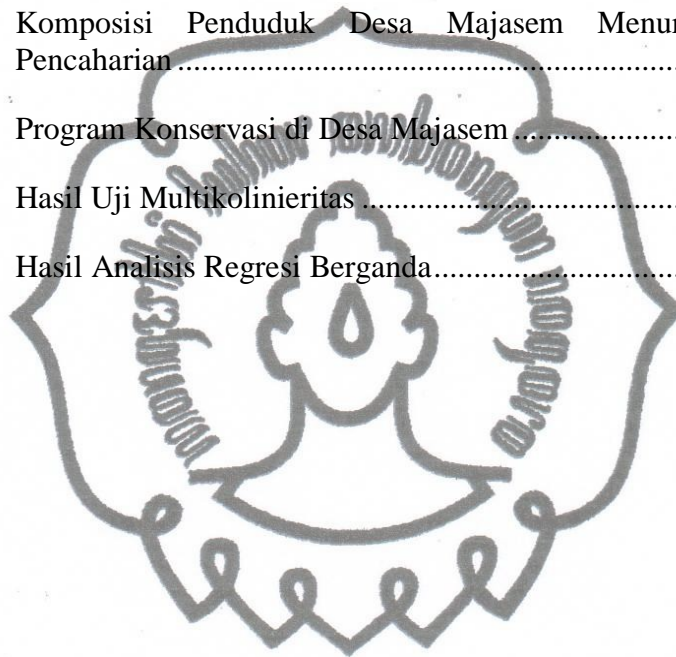 Komposisi Penduduk Desa Majasem Menur
Pencaharian
Program Konservasi di Desa Majasem
Hasil Uji Multikolinieritas
Hasil Analisis Regresi Berganda